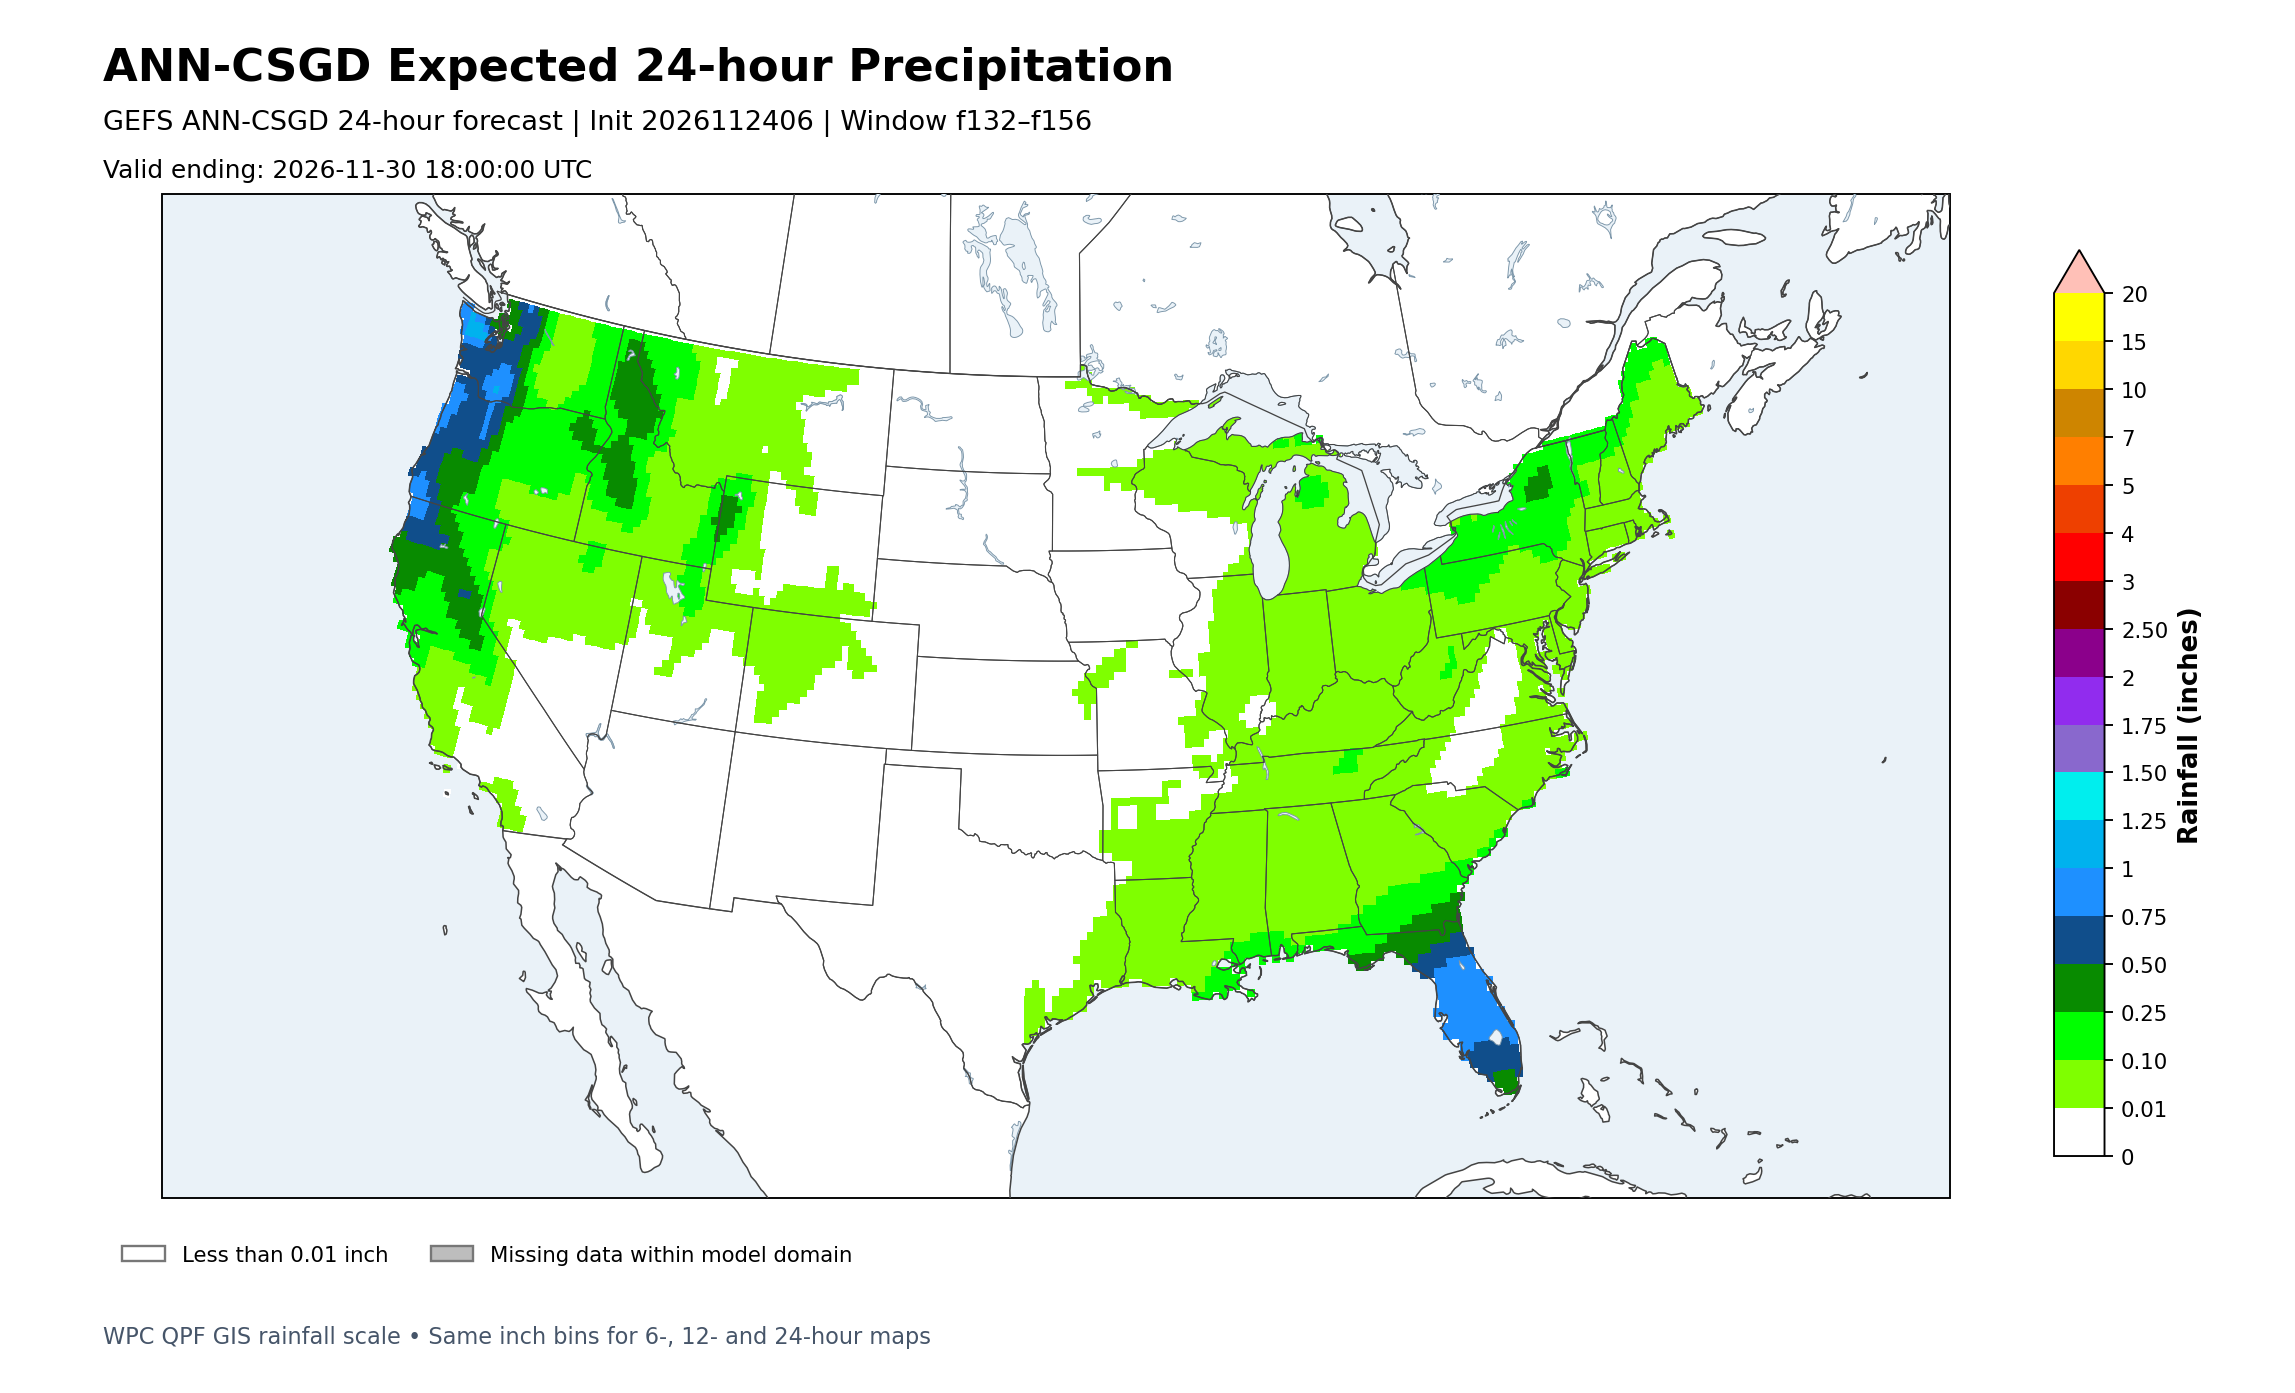 ANN-CSGD Expected 24-hour Precipitation
GEFS ANN-CSGD 24-hour forecast | Init 2026112406 | Window f132–f156
Valid ending: 2026-11-30 18:00:00 UTC
20
15
10
7
5
4
3
2.50
2
1.75
1.50
1.25
1
0.75
0.50
0.25
0.10
0.01
0
Rainfall (inches)
Less than 0.01 inch
Missing data within model domain
WPC QPF GIS rainfall scale • Same inch bins for 6-, 12- and 24-hour maps